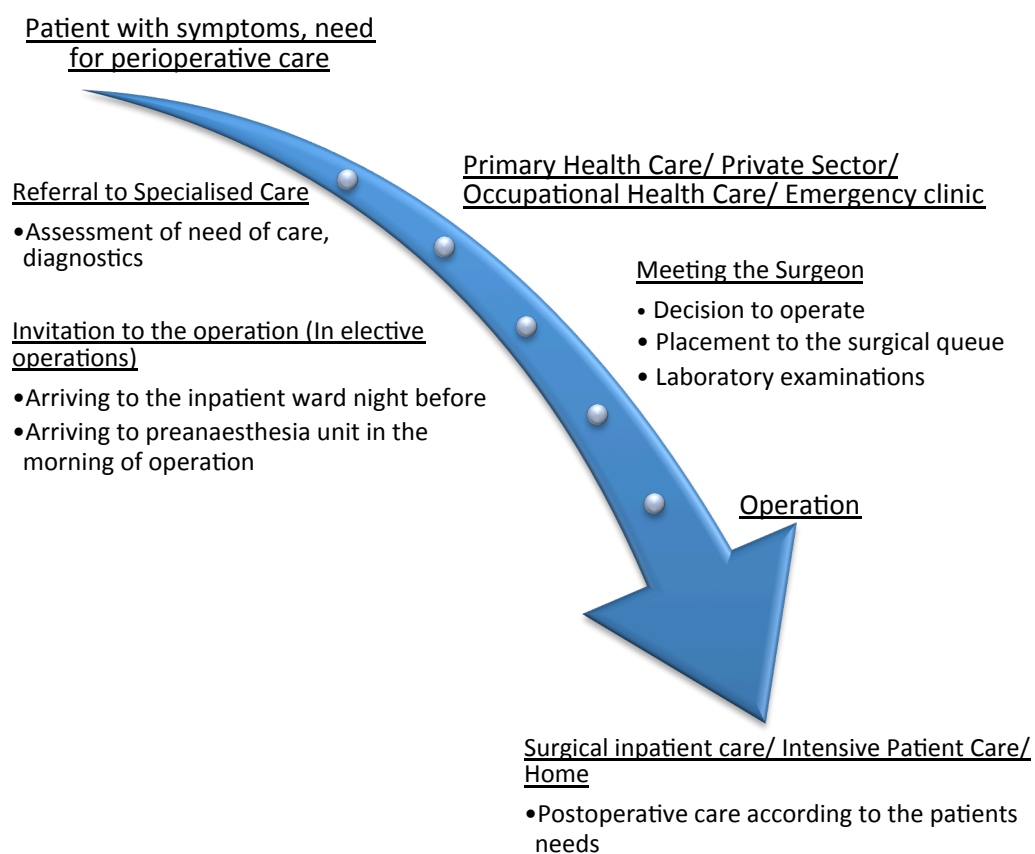 Patient with symptoms, need
for perioperative care
Primary Health Care/ Private Sector/
Occupational Health Care/ Emergency clinic
Referral to Specialised Care
•Assessment of need of care,
diagnostics
Meeting the Surgeon
• Decision to operate
• Placement to the surgical queue
• Laboratory examinations
Invitation to the operation (In elective
operations)
•Arriving to the inpatient ward night before
•Arriving to preanaesthesia unit in the
morning of operation
Operation
Surgical inpatient care/ Intensive Patient Care/
Home
•Postoperative care according to the patients
needs